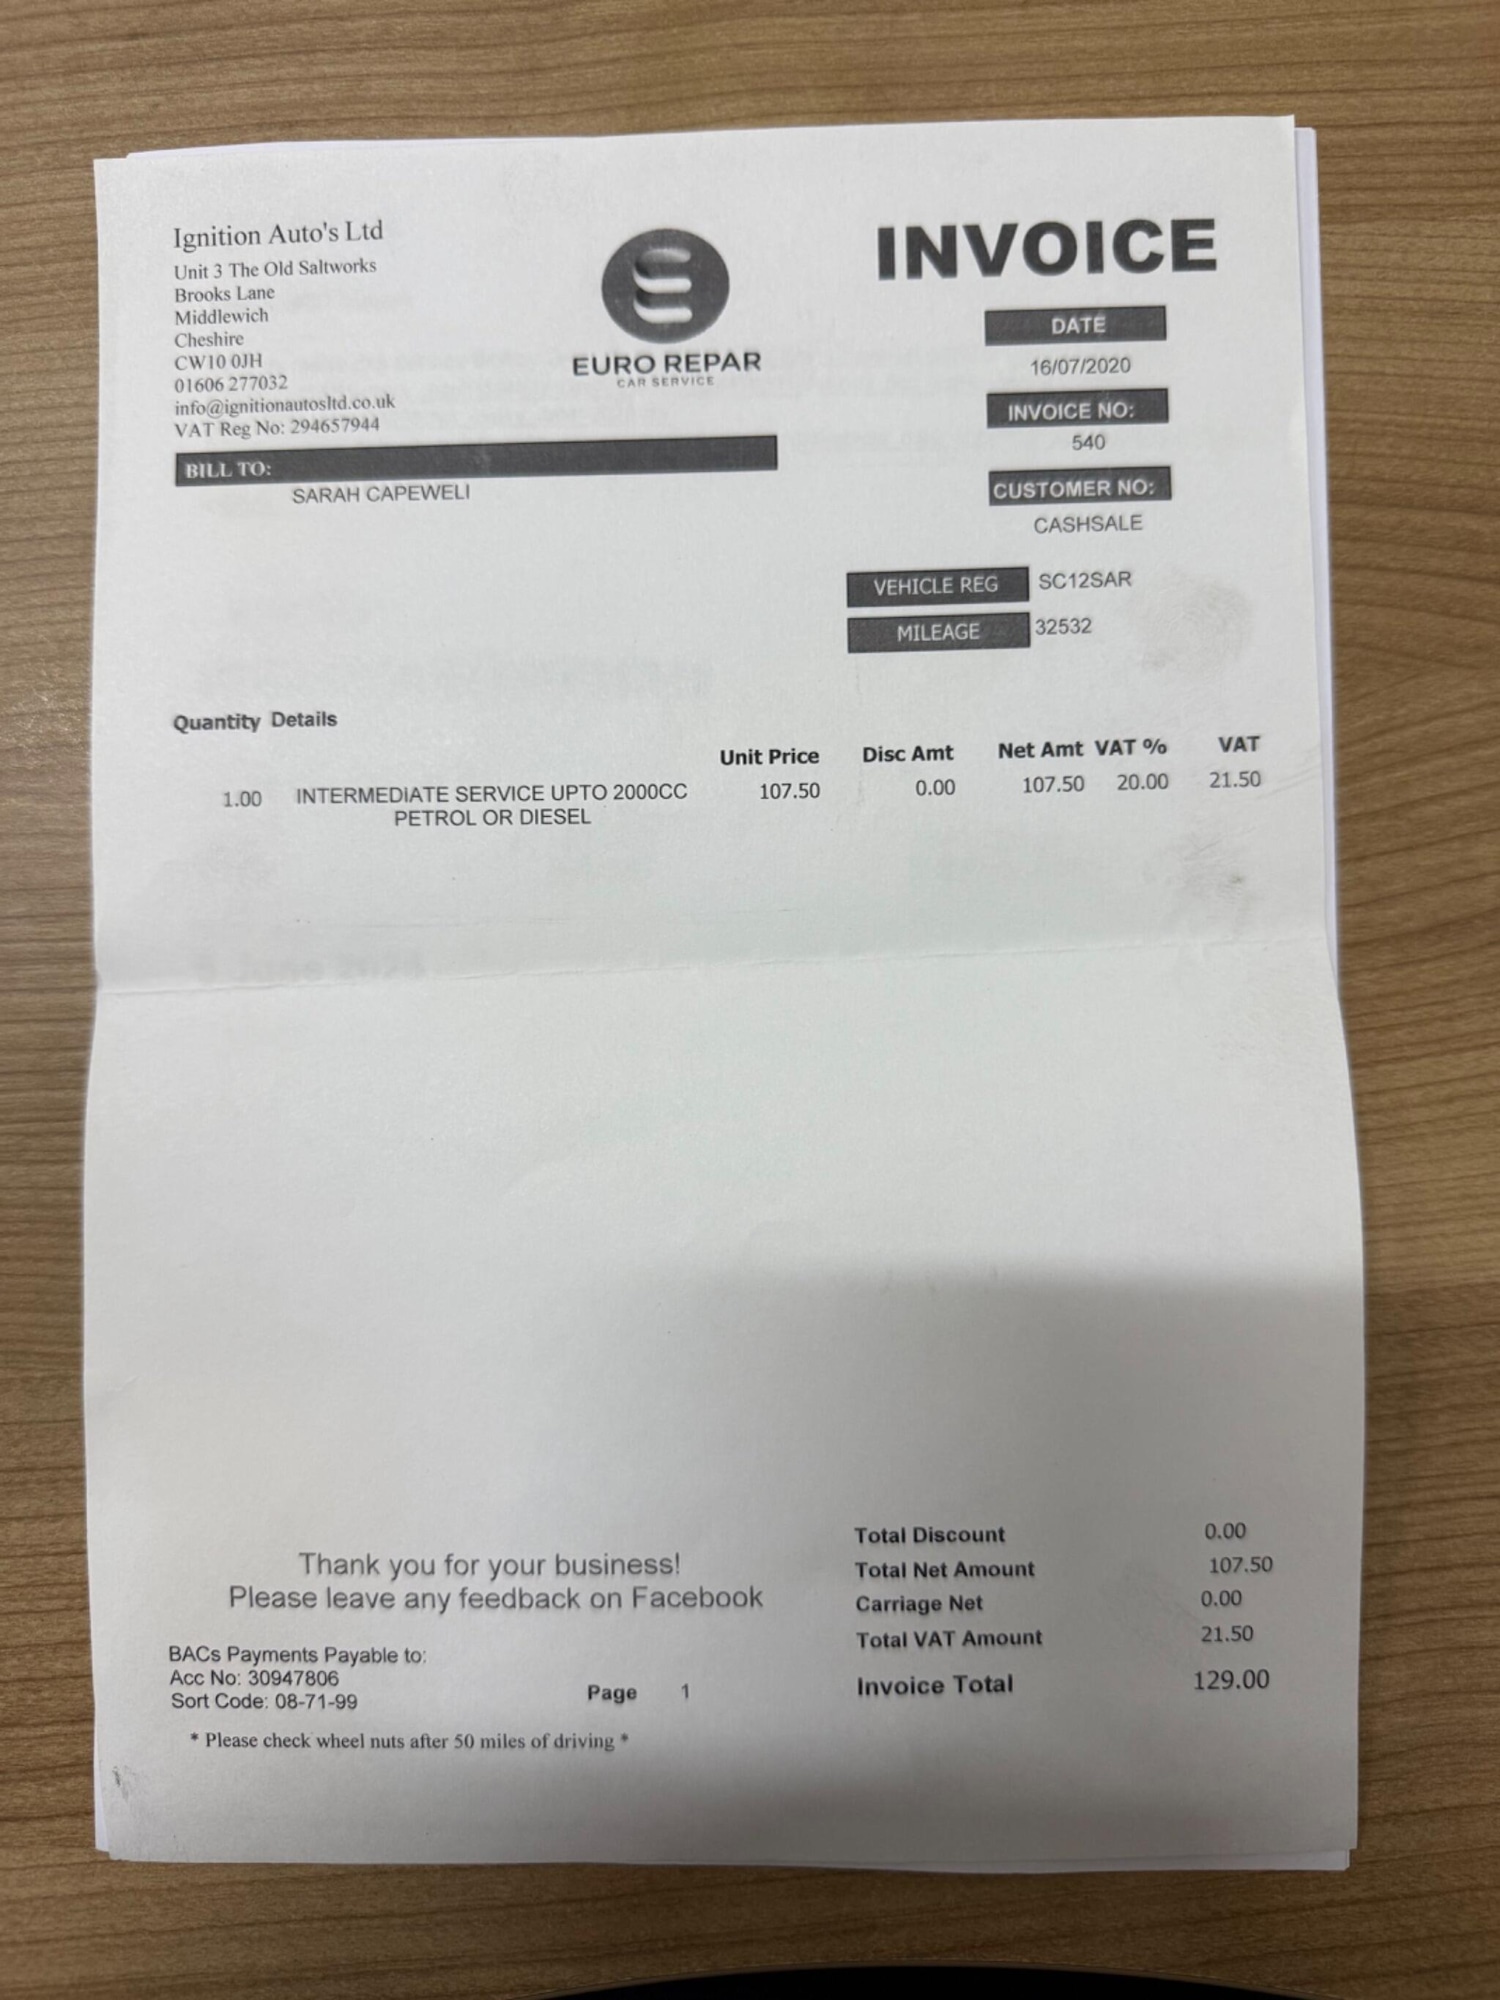 Ignition Auto's Ltd
Unit 3 The Old Saltworks
Brooks Lane
Middlewich
Cheshire
CW10 0JH
01606 277032
info@ignitionautosltd.co.uk
VAT Reg No: 294657944
EURO REPAR
CAR SERVICE
INVOICE
DATE
16/07/2020
INVOICE NO:
540
CUSTOMER NO:
CASHSALE
BILL TO:
SARAH CAPEWELI
VEHICLE REG SC12SAR
MILEAGE 32532
Quantity Details
Unit Price Disc Amt Net Amt VAT % VAT
1.00 INTERMEDIATE SERVICE UPTO 2000CC 107.50 0.00 107.50 20.00 21.50
PETROL OR DIESEL
Thank you for your business!
Please leave any feedback on Facebook
BACs Payments Payable to:
Acc No: 30947806
Sort Code: 08-71-99
Page 1
* Please check wheel nuts after 50 miles of driving *
Total Discount 0.00
Total Net Amount 107.50
Carriage Net 0.00
Total VAT Amount 21.50
Invoice Total 129.00